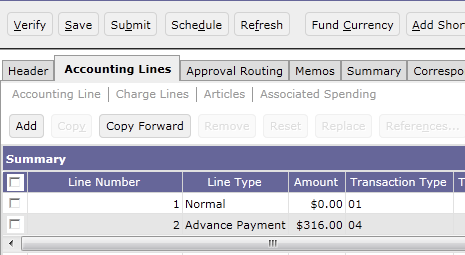 Verify Save Submit Schedule Refresh Fund Currency Add Short
Header Accounting Lines Approval Routing Memos Summary Correspo
Accounting Line Charge Lines Articles Associated Spending
Add Copy Copy Forward Remove Reset Replace References...
Summary
Line Number Line Type Amount Transaction Type T
1 Normal $0.00 01
2 Advance Payment $316.00 04